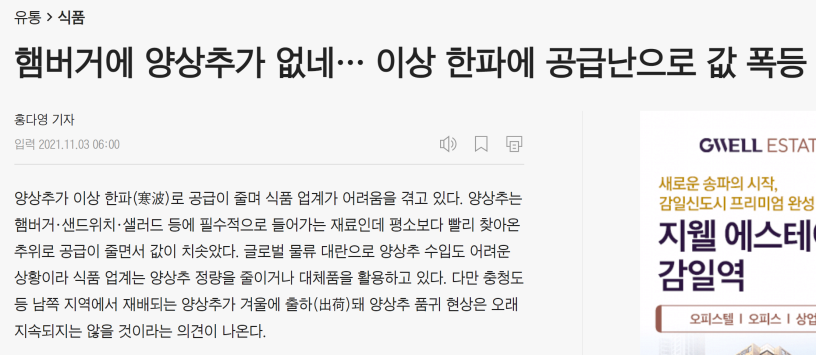 유통 > 식품
햄버거에 양상추가 없네… 이상 한파에 공급난으로 값 폭등
홍다영 기자
입력 2021.11.03 06:00
양상추가 이상 한파(寒波)로 공급이 줄며 식품 업계가 어려움을 겪고 있다. 양상추는
햄버거·샌드위치·샐러드 등에 필수적으로 들어가는 재료인데 평소보다 빨리 찾아온
추위로 공급이 줄면서 값이 치솟았다. 글로벌 물류 대란으로 양상추 수입도 어려운
상황이라 식품 업계는 양상추 정량을 줄이거나 대체품을 활용하고 있다. 다만 충청도
등 남쪽 지역에서 재배되는 양상추가 겨울에 출하(出荷)돼 양상추 품귀 현상은 오래
지속되지는 않을 것이라는 의견이 나온다.
GWELL ESTAT
새로운 송파의 시작,
감일신도시 프리미엄 완성
지웰 에스테
감일역
오피스텔 I 오피스 I 상업